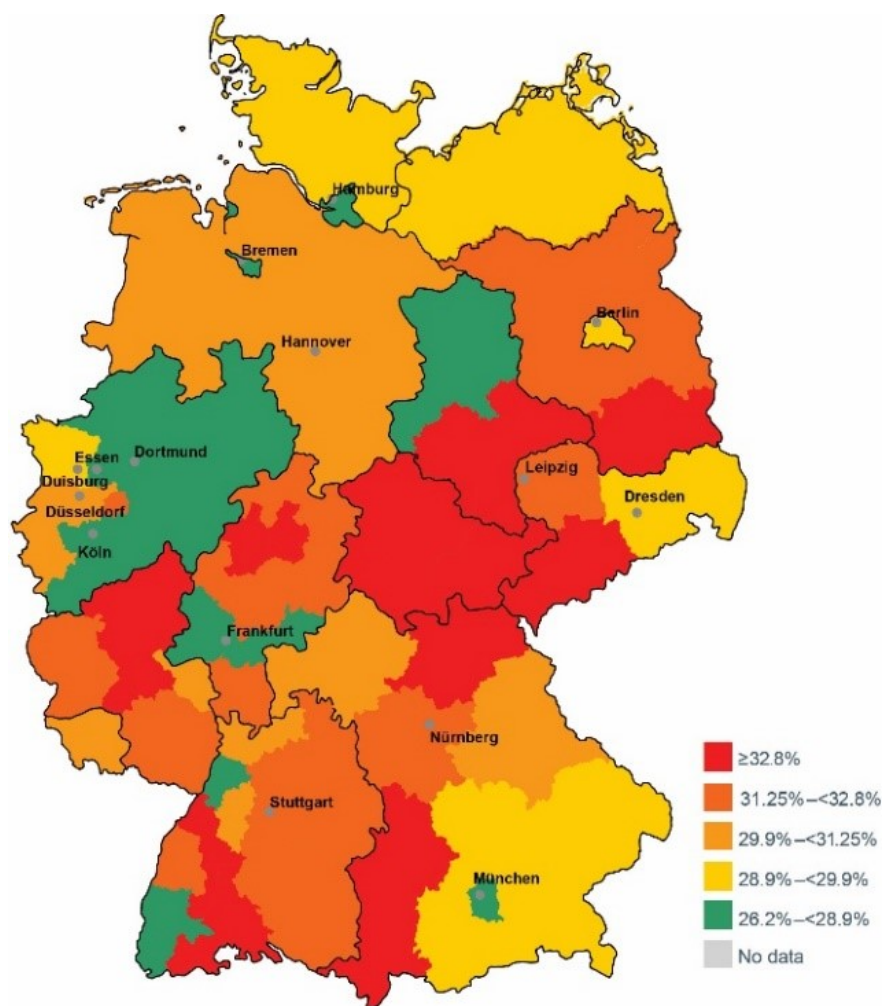 Hamburg
Bremen
Berlin
Hannover
Essen
Dortmund
Duisburg
Leipzig
Düsseldorf
Dresden
Köln
Frankfurt
Nürnberg
Stuttgart
München
≥32.8%
31.25%–<32.8%
29.9%–<31.25%
28.9%–<29.9%
26.2%–<28.9%
No data